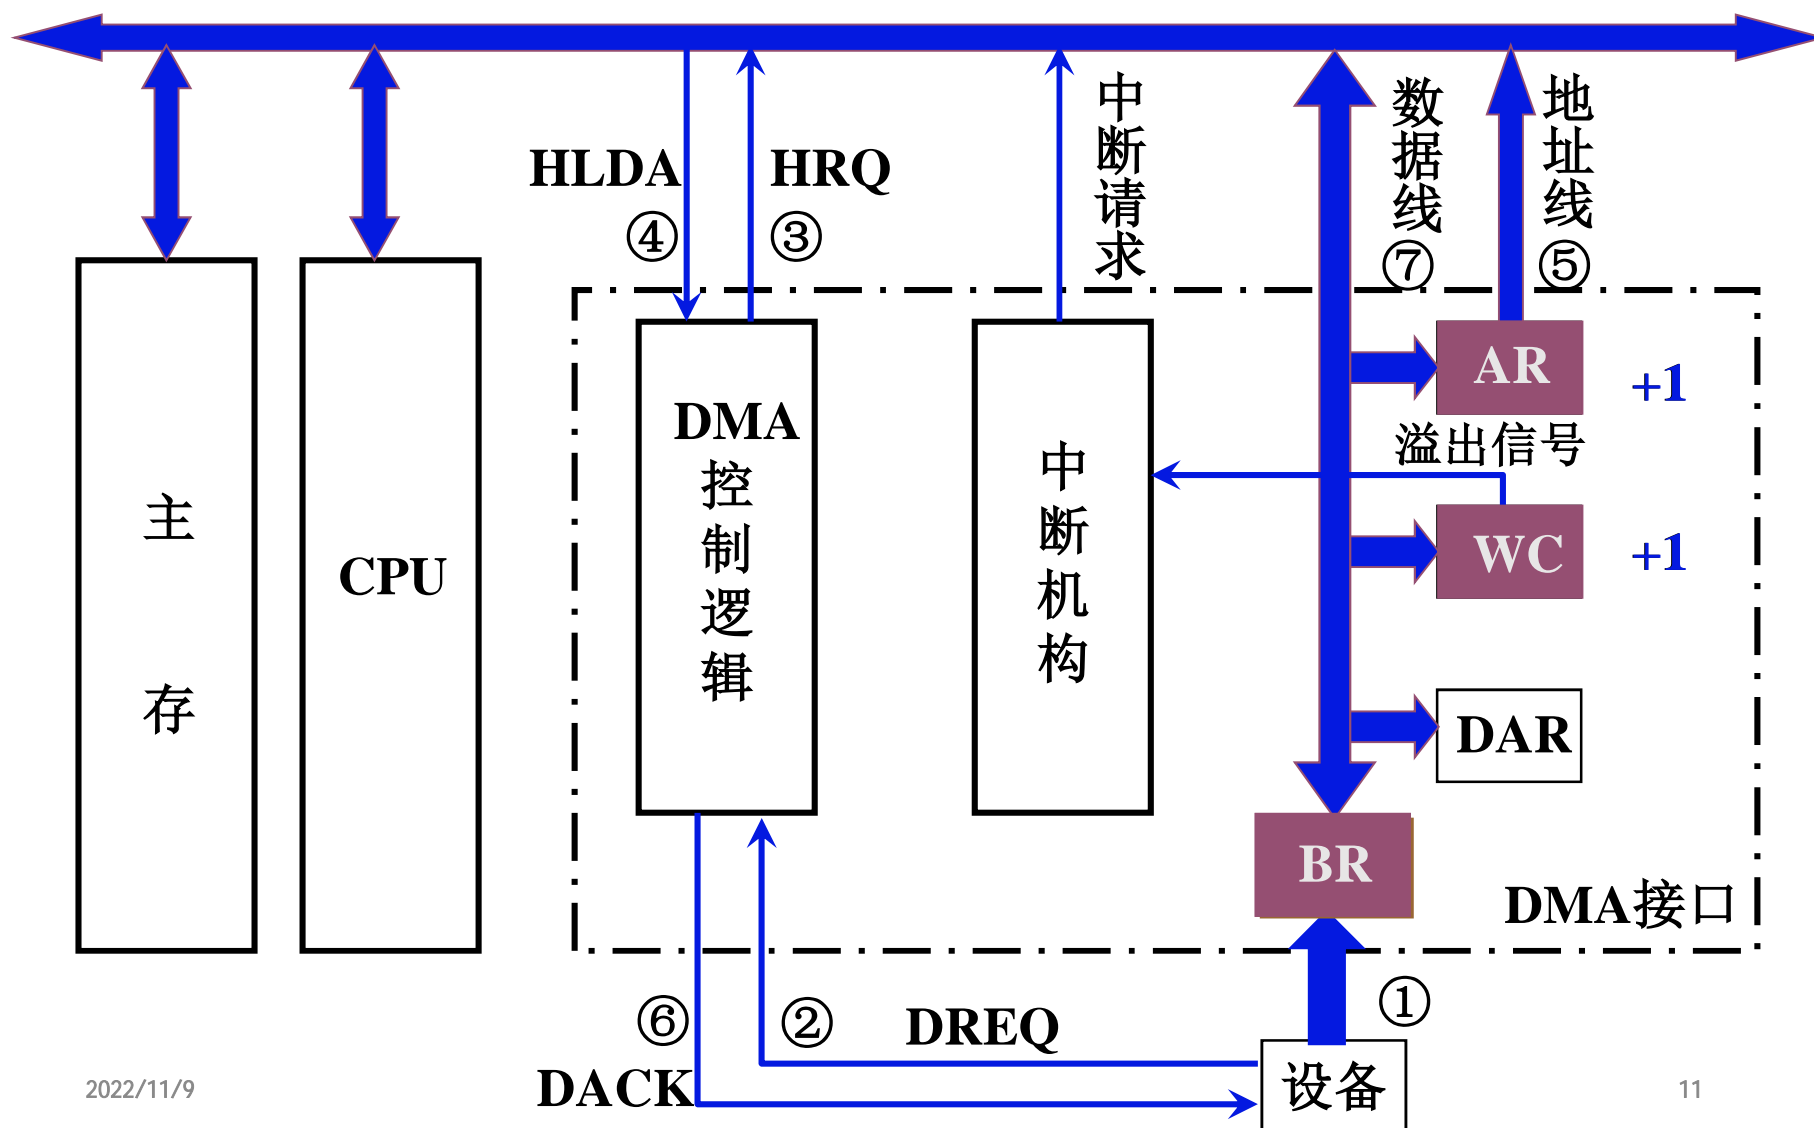 HLDA
④
HRQ
③
中断请求
数据线
⑦
地址线
⑤
主存
CPU
DMA
控制逻辑
中断机构
AR
+1
溢出信号
WC
+1
DAR
BR
DMA接口
⑥
②
DREQ
①
DACK
设备
2022/11/9
11